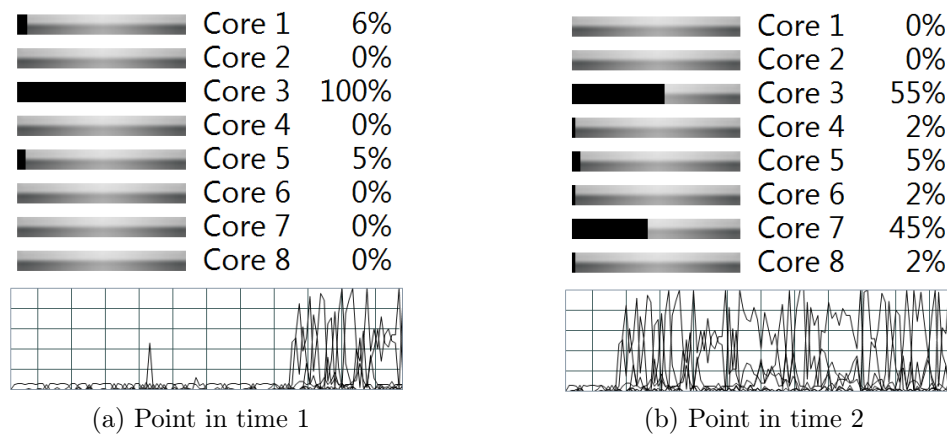 Core 1 6%
Core 2 0%
Core 3 100%
Core 4 0%
Core 5 5%
Core 6 0%
Core 7 0%
Core 8 0%
(a) Point in time 1
Core 1 0%
Core 2 0%
Core 3 55%
Core 4 2%
Core 5 5%
Core 6 2%
Core 7 45%
Core 8 2%
(b) Point in time 2